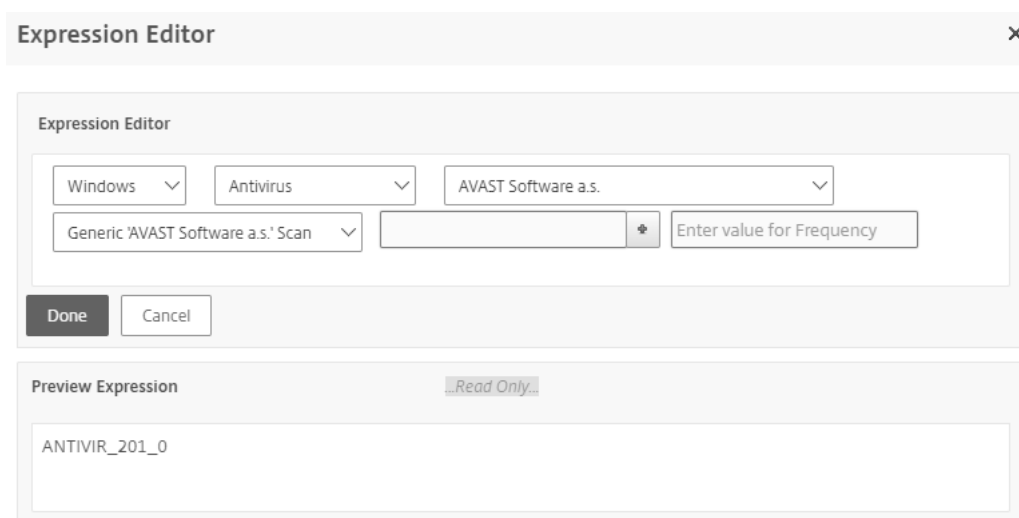 Expression Editor
Expression Editor
Windows Antivirus AVAST Software a.s.
Generic 'AVAST Software a.s.' Scan Enter value for Frequency
Done Cancel
Preview Expression ...Read Only...
ANTIVIR_201_0